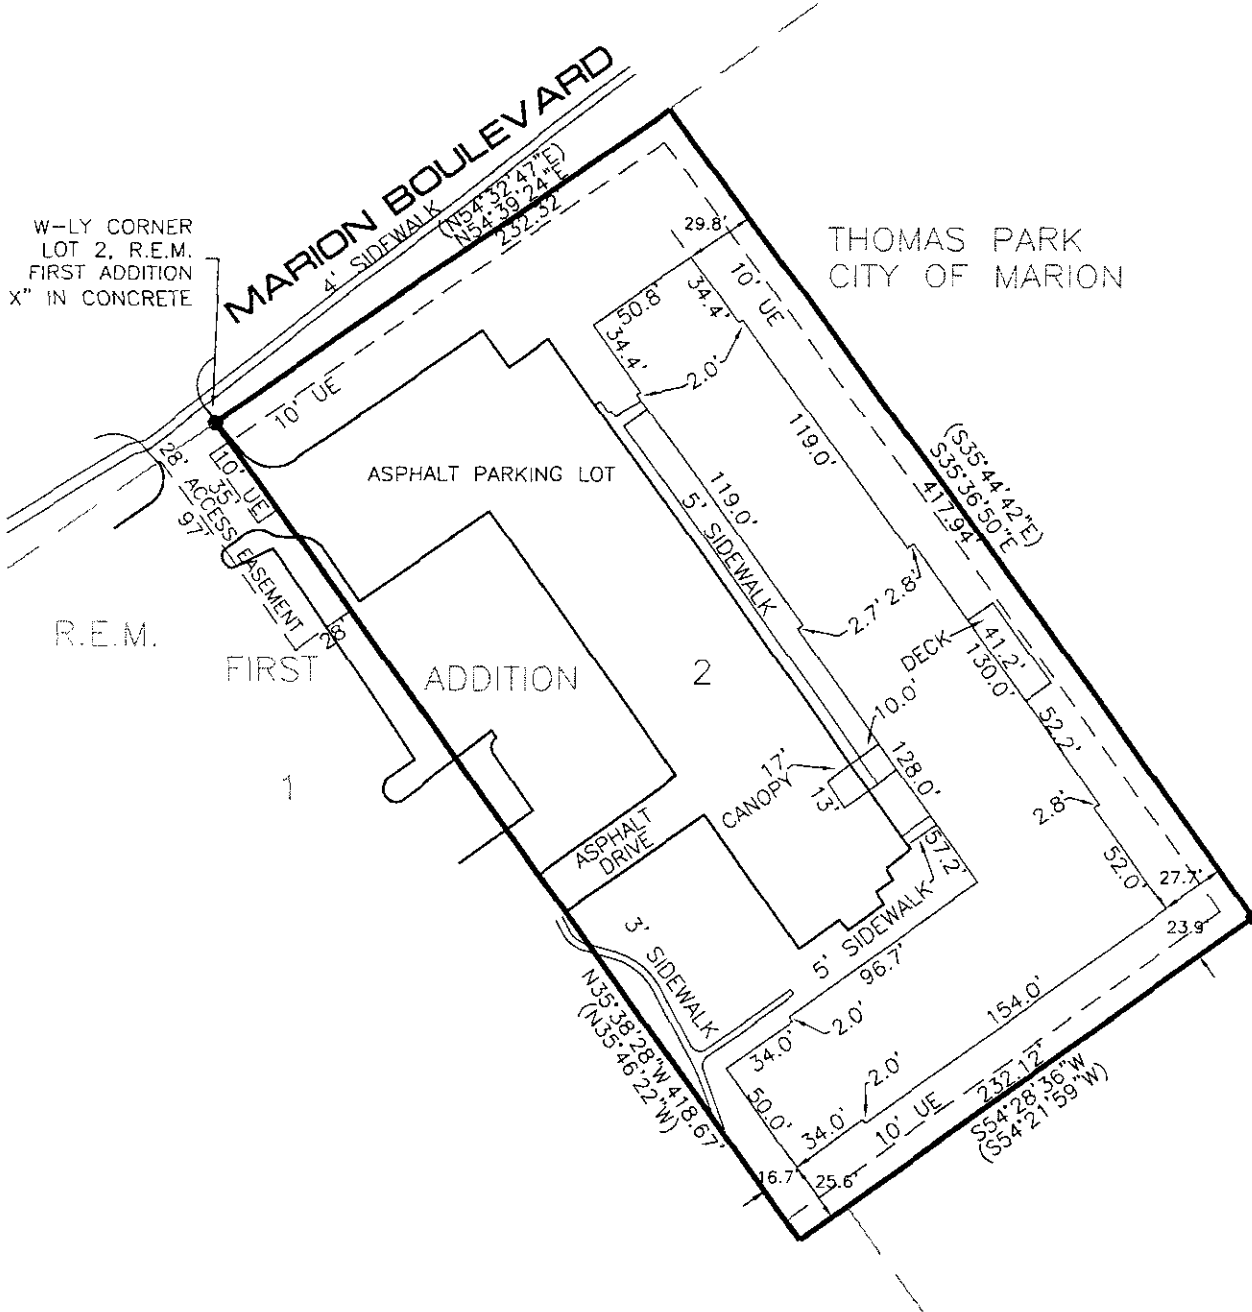 MARION BOULEVARD
4' SIDEWALK
(N54°32'47"E)
N54°39'24"E
232.32
W-LY CORNER
LOT 2, R.E.M.
FIRST ADDITION
X" IN CONCRETE
THOMAS PARK
CITY OF MARION
29.8'
10' UE
50.8'
34.4'
34.4'
2.0'
10' UE
119.0'
ASPHALT PARKING LOT
119.0'
5' SIDEWALK
(S35°44'42"E)
S35°36'50"E
417.94'
28' ACCESS EASEMENT
10' UE
35'
97'
28'
2.7'
2.8'
DECK
41.2'
130.0'
52.2'
R.E.M.
FIRST
ADDITION
2
1
10.0'
17'
13'
CANOPY
128.0'
57.2'
2.8'
52.0'
27.7'
23.9
ASPHALT
DRIVE
3' SIDEWALK
5' SIDEWALK
96.7'
154.0'
34.0'
2.0'
N35°38'28"W 418.67'
(N35°46'22"W)
50.0'
34.0'
2.0'
10' UE
232.12'
S54°28'36"W
(S54°21'59"W)
16.7'
25.6'